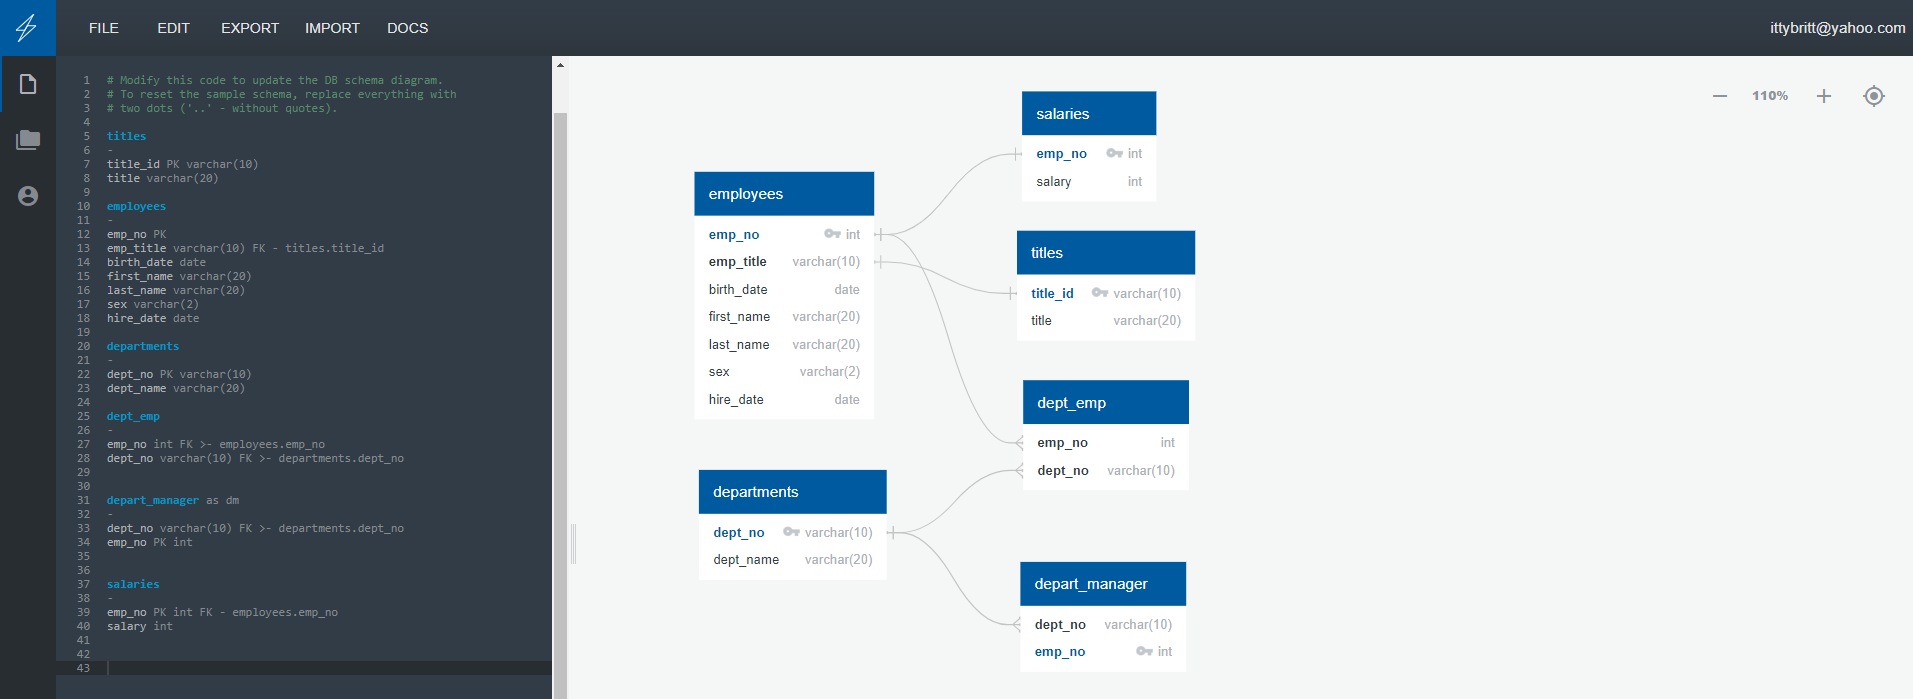 FILE EDIT EXPORT IMPORT DOCS ittybritt@yahoo.com
1 # Modify this code to update the DB schema diagram.
2 # To reset the sample schema, replace everything with
3 # two dots ('..' - without quotes).
4
5 titles
6 -
7 title_id PK varchar(10)
8 title varchar(20)
9
10 employees
11 -
12 emp_no PK
13 emp_title varchar(10) FK - titles.title_id
14 birth_date date
15 first_name varchar(20)
16 last_name varchar(20)
17 sex varchar(2)
18 hire_date date
19
20 departments
21 -
22 dept_no PK varchar(10)
23 dept_name varchar(20)
24
25 dept_emp
26 -
27 emp_no int FK >- employees.emp_no
28 dept_no varchar(10) FK >- departments.dept_no
29
30
31 depart_manager as dm
32 -
33 dept_no varchar(10) FK >- departments.dept_no
34 emp_no PK int
35
36
37 salaries
38 -
39 emp_no PK int FK - employees.emp_no
40 salary int
41
42
43
110%
employees
emp_no int
emp_title varchar(10)
birth_date date
first_name varchar(20)
last_name varchar(20)
sex varchar(2)
hire_date date
departments
dept_no varchar(10)
dept_name varchar(20)
salaries
emp_no int
salary int
titles
title_id varchar(10)
title varchar(20)
dept_emp
emp_no int
dept_no varchar(10)
depart_manager
dept_no varchar(10)
emp_no int